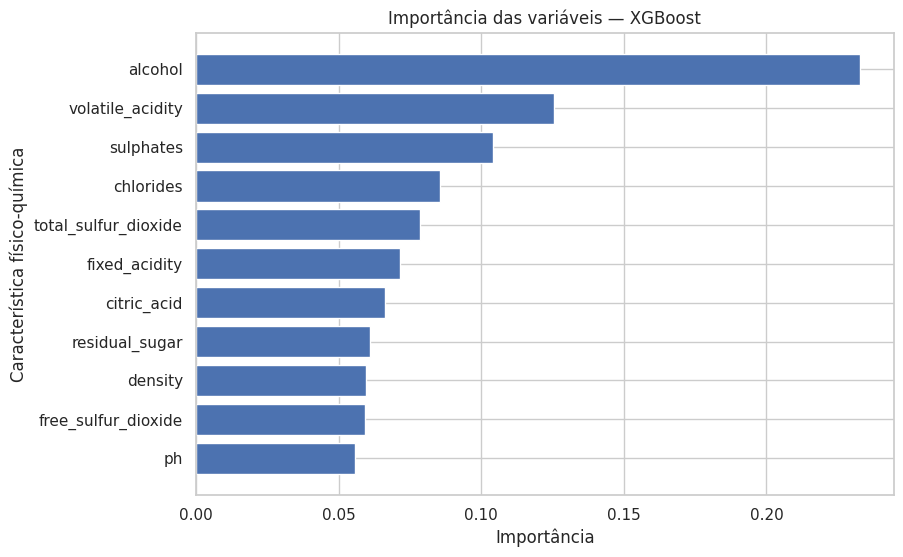 Importância das variáveis — XGBoost
Característica físico-química
alcohol
volatile_acidity
sulphates
chlorides
total_sulfur_dioxide
fixed_acidity
citric_acid
residual_sugar
density
free_sulfur_dioxide
ph
0.00 0.05 0.10 0.15 0.20
Importância